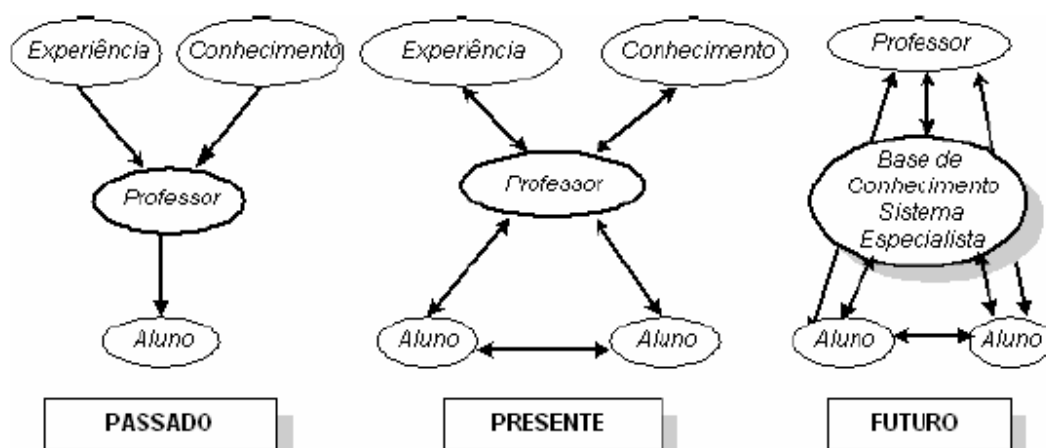 Experiência
Conhecimento
Professor
Aluno
PASSADO
Experiência
Conhecimento
Professor
Aluno
Aluno
PRESENTE
Professor
Base de
Conhecimento
Sistema
Especialista
Aluno
Aluno
FUTURO